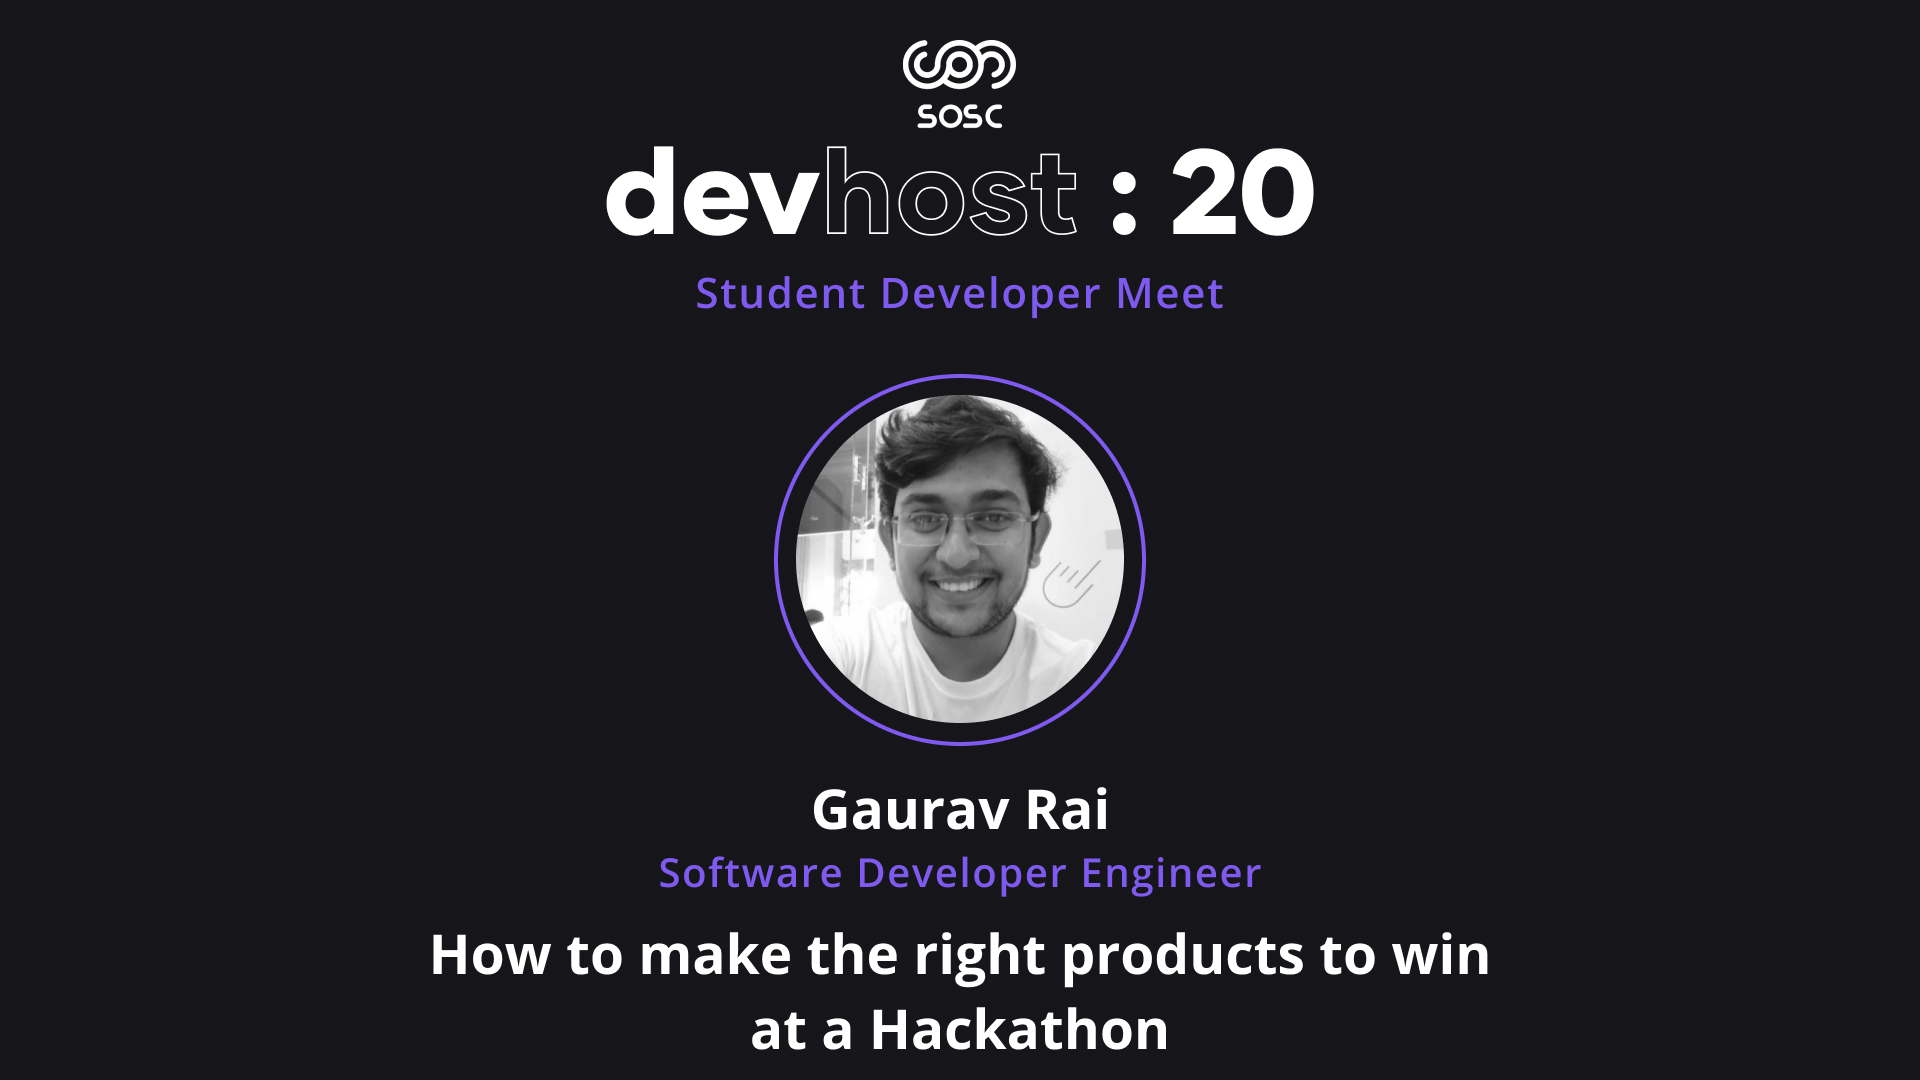 SOSC
devhost : 20
Student Developer Meet
Gaurav Rai
Software Developer Engineer
How to make the right products to win
at a Hackathon